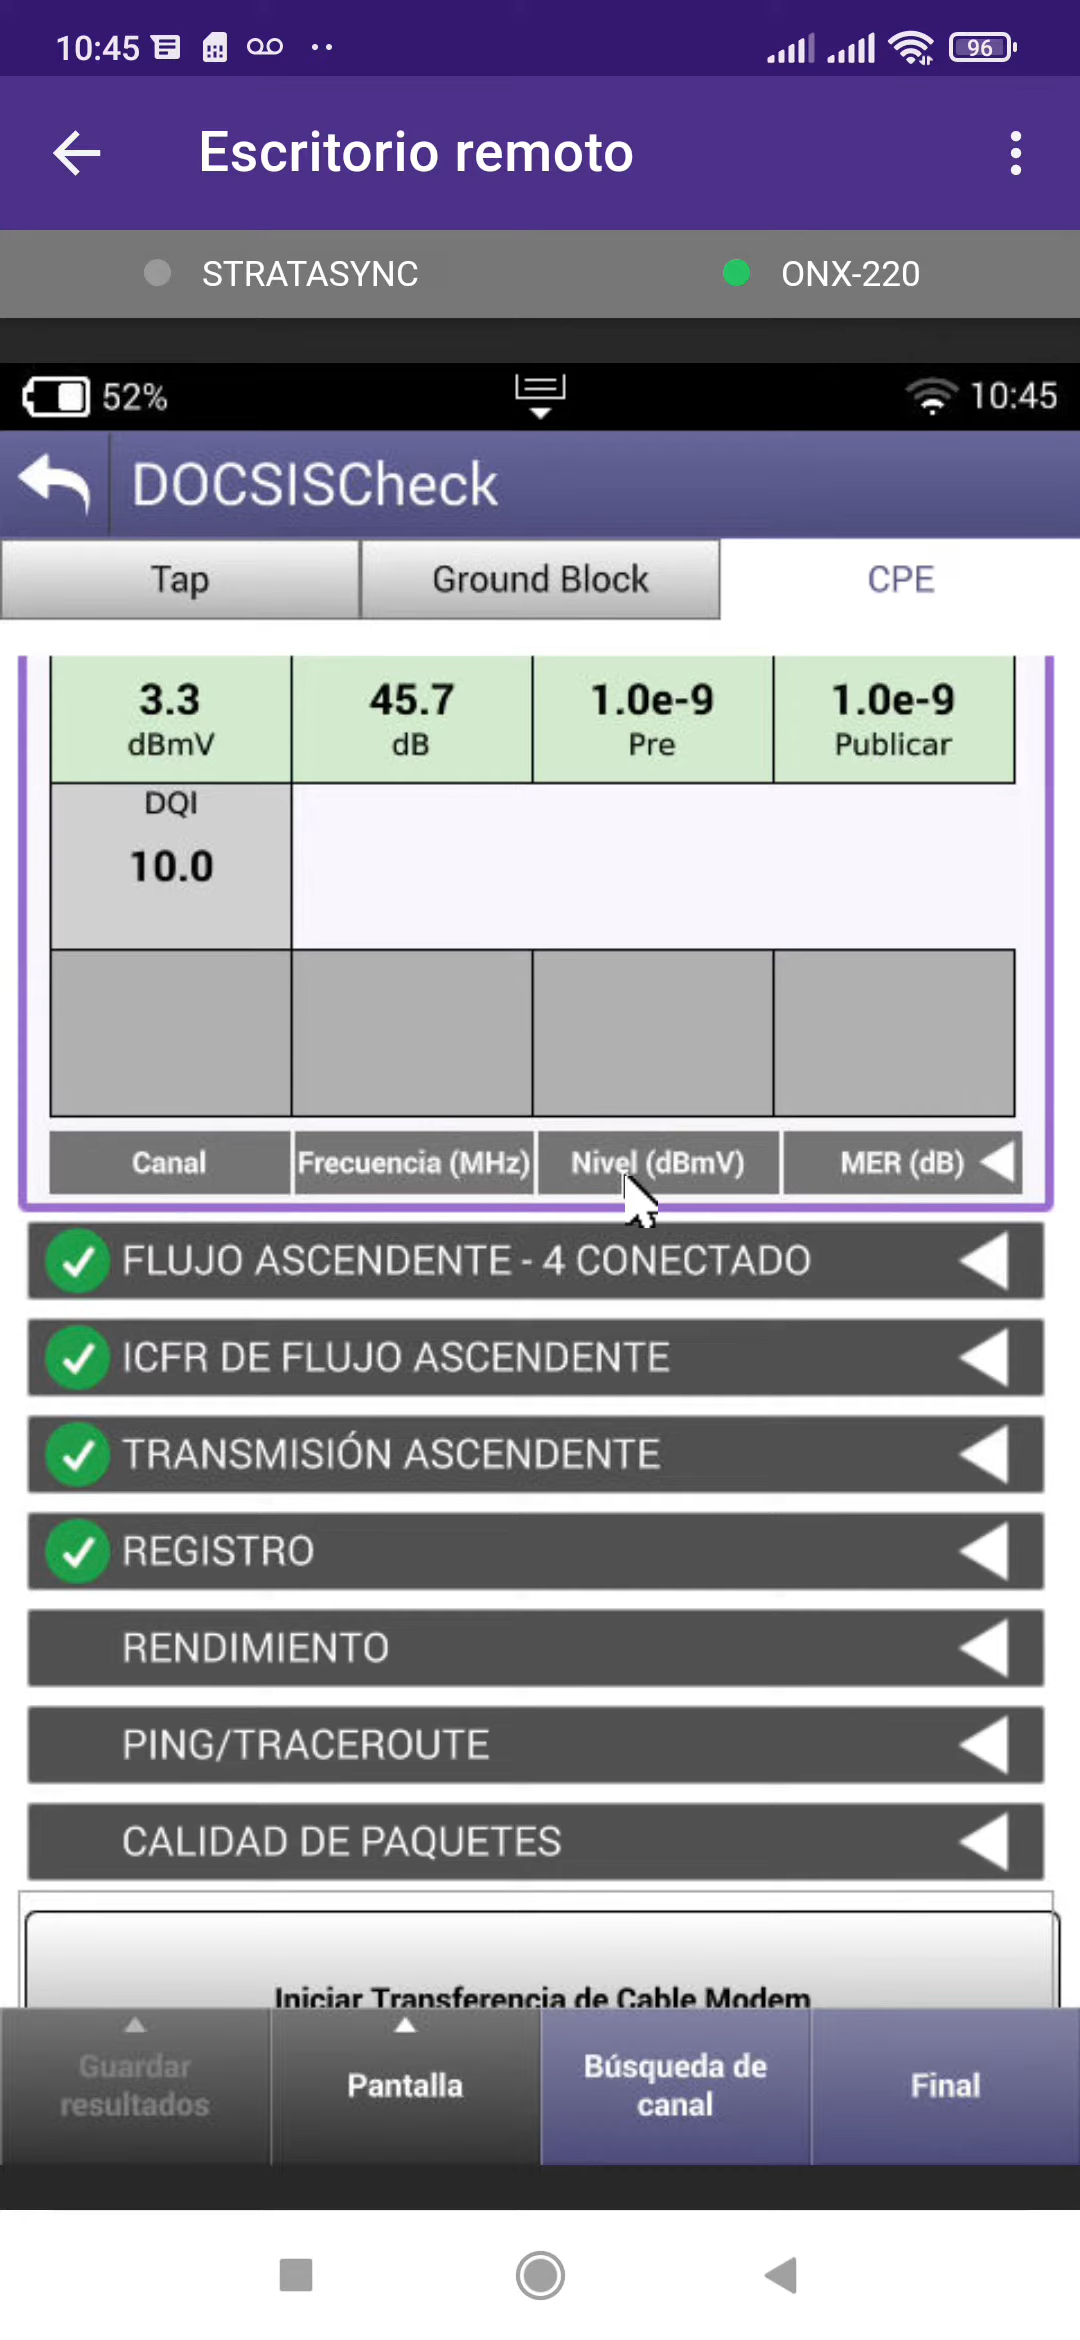 10:45
96
Escritorio remoto
STRATASYNC
ONX-220
52%
10:45
DOCSISCheck
Tap
Ground Block
CPE
3.3
45.7
1.0e-9
1.0e-9
dBmV
dB
Pre
Publicar
DQI
10.0
Canal
Frecuencia (MHz)
Nivel (dBmV)
MER (dB)
FLUJO ASCENDENTE - 4 CONECTADO
ICFR DE FLUJO ASCENDENTE
TRANSMISIÓN ASCENDENTE
REGISTRO
RENDIMIENTO
PING/TRACEROUTE
CALIDAD DE PAQUETES
Iniciar Transferencia de Cable Modem
Guardar
resultados
Pantalla
Búsqueda de
canal
Final